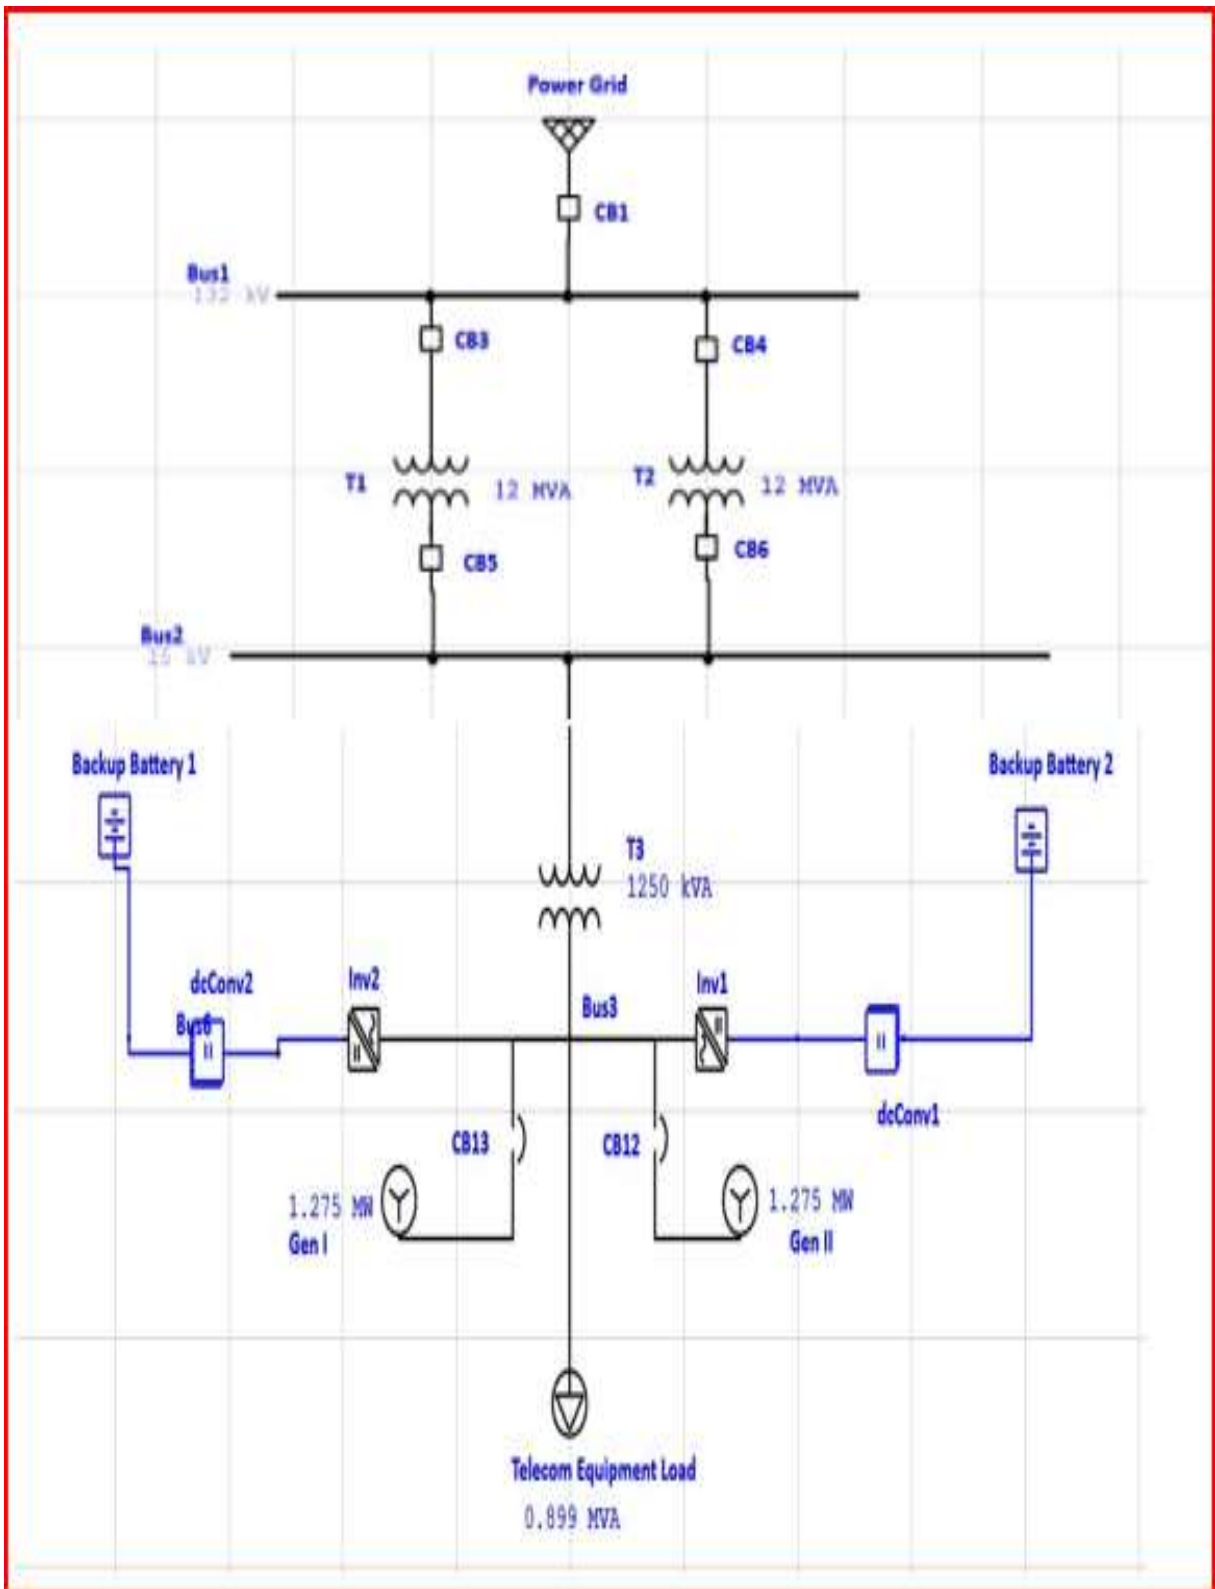 Power Grid
CB1
Bus1
132 kV
CB3
CB4
T1
12 MVA
T2
12 MVA
CB5
CB6
Bus2
kV
Backup Battery 1
Backup Battery 2
T3
1250 kVA
dcConv2
Inv2
Inv1
Bus3
Bus6
dcConv1
CB13
CB12
1.275 MW
1.275 MW
Gen I
Gen II
Telecom Equipment Load
0.899 MVA